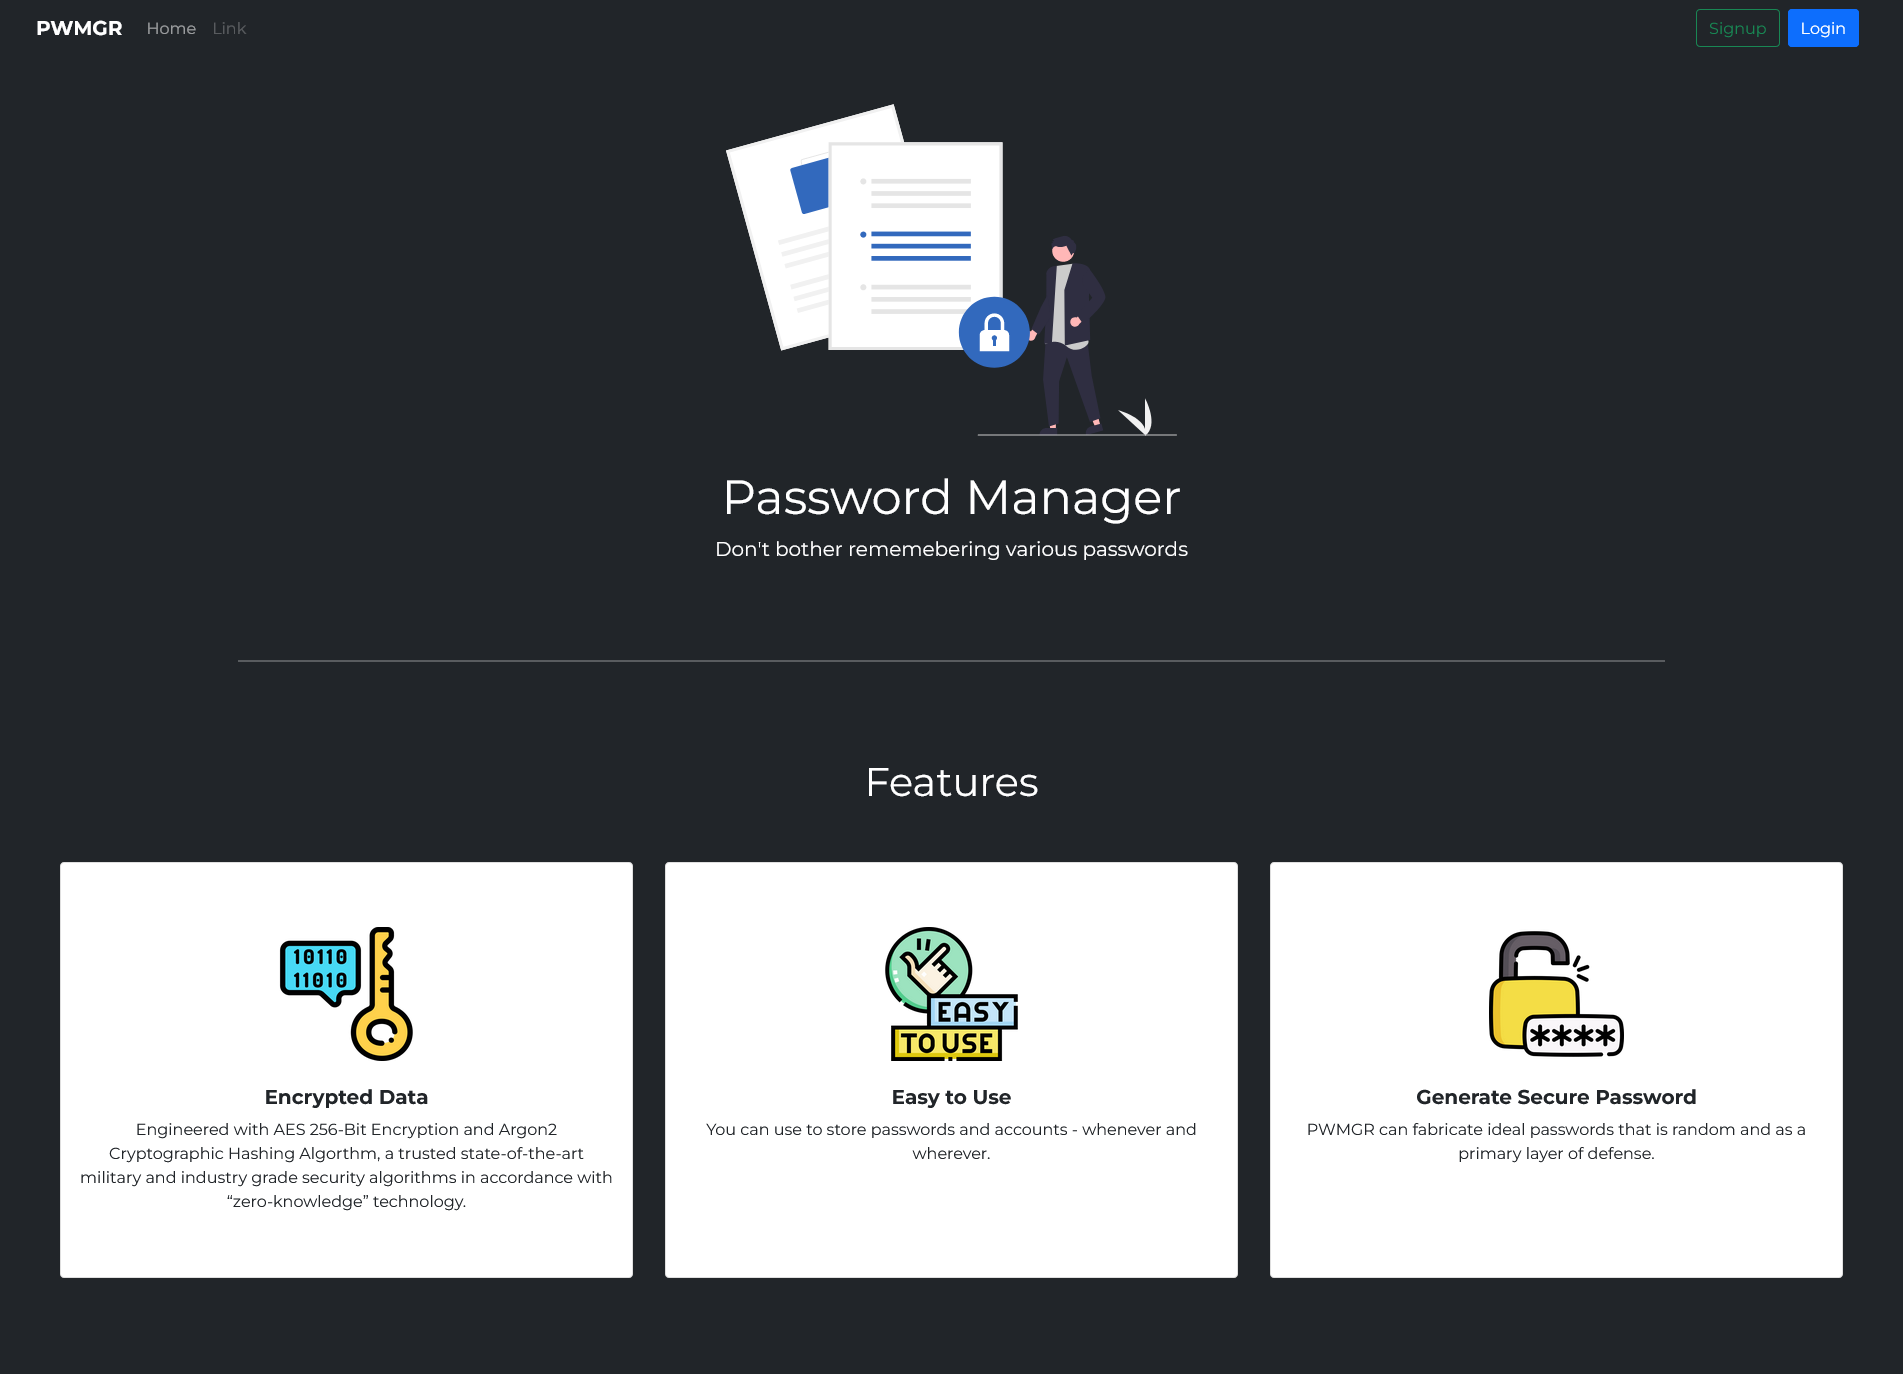 PWMGR Home Link Signup Login
Password Manager
Don't bother rememebering various passwords
Features
10110
11010
Encrypted Data
Engineered with AES 256-Bit Encryption and Argon2
Cryptographic Hashing Algorthm, a trusted state-of-the-art
military and industry grade security algorithms in accordance with
“zero-knowledge” technology.
EASY
TO USE
Easy to Use
You can use to store passwords and accounts - whenever and
wherever.
****
Generate Secure Password
PWMGR can fabricate ideal passwords that is random and as a
primary layer of defense.